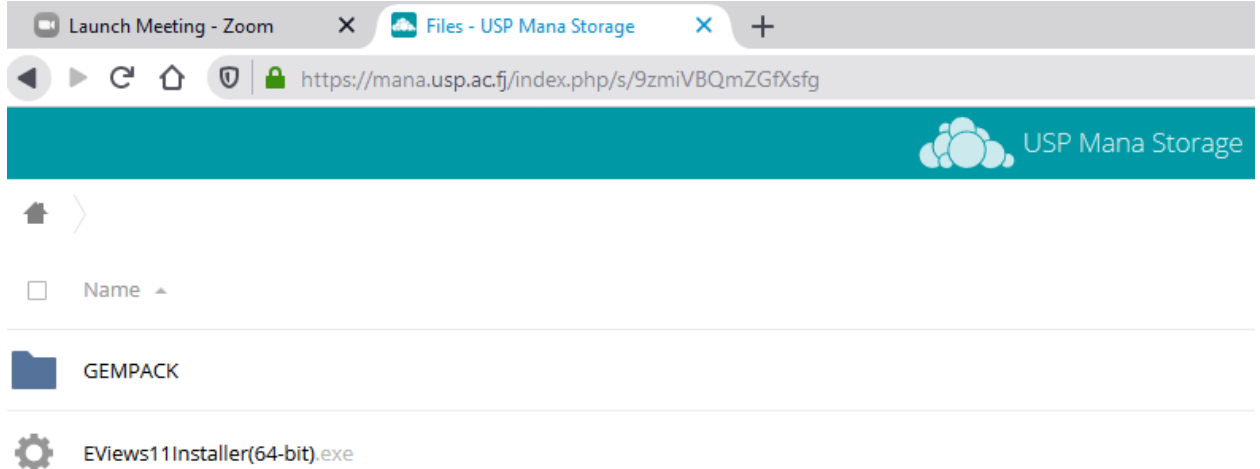 Launch Meeting - Zoom
Files - USP Mana Storage
https://mana.usp.ac.fj/index.php/s/9zmiVBQmZGfXsfg
USP Mana Storage
Name
GEMPACK
EViews11Installer(64-bit).exe